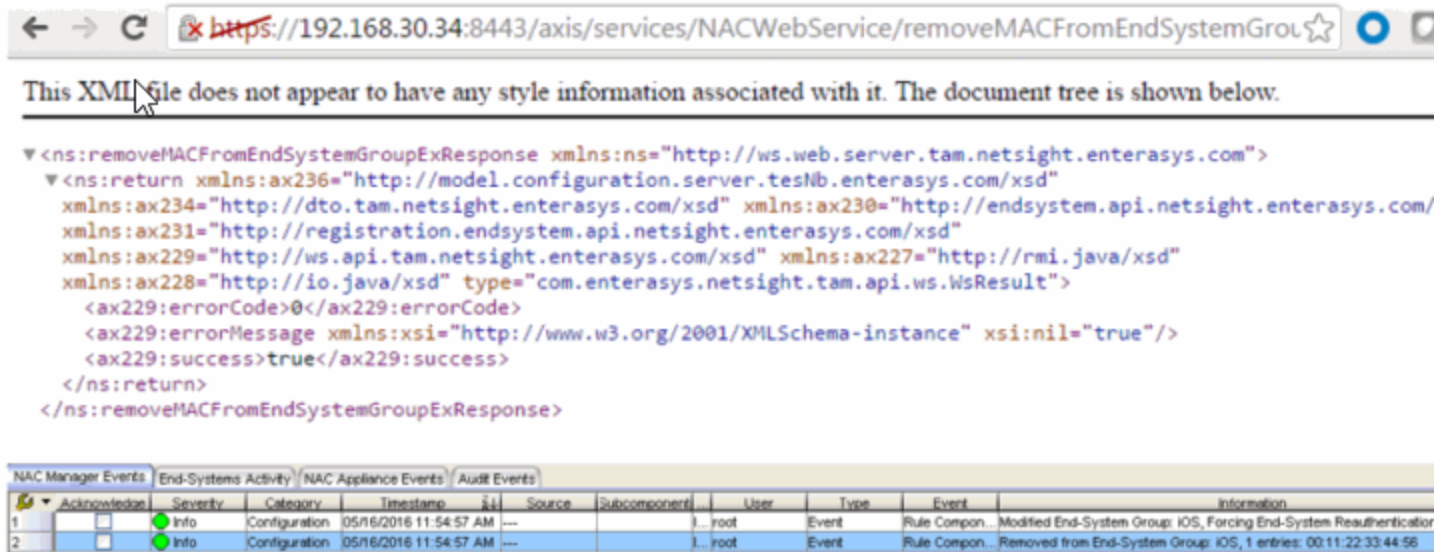 https://192.168.30.34:8443/axis/services/NACWebService/removeMACFromEndSystemGrou
This XML file does not appear to have any style information associated with it. The document tree is shown below.
▼<ns:removeMACFromEndSystemGroupExResponse xmlns:ns="http://ws.web.server.tam.netsight.enterasys.com">
▼<ns:return xmlns:ax236="http://model.configuration.server.tesNb.enterasys.com/xsd"
xmlns:ax234="http://dto.tam.netsight.enterasys.com/xsd" xmlns:ax230="http://endsystem.api.netsight.enterasys.com/
xmlns:ax231="http://registration.endsystem.api.netsight.enterasys.com/xsd"
xmlns:ax229="http://ws.api.tam.netsight.enterasys.com/xsd" xmlns:ax227="http://rmi.java/xsd"
xmlns:ax228="http://io.java/xsd" type="com.enterasys.netsight.tam.api.ws.WsResult">
<ax229:errorCode>0</ax229:errorCode>
<ax229:errorMessage xmlns:xsi="http://www.w3.org/2001/XMLSchema-instance" xsi:nil="true"/>
<ax229:success>true</ax229:success>
</ns:return>
</ns:removeMACFromEndSystemGroupExResponse>
NAC Manager Events End-Systems Activity NAC Appliance Events Audit Events
Acknowledge Severity Category Timestamp Source Subcomponent ... User Type Event Information
1 Info Configuration 05/16/2016 11:54:57 AM --- I... root Event Rule Compon... Modified End-System Group: iOS, Forcing End-System Reauthentication
2 Info Configuration 05/16/2016 11:54:57 AM --- I... root Event Rule Compon... Removed from End-System Group: iOS, 1 entries: 00:11:22:33:44:56